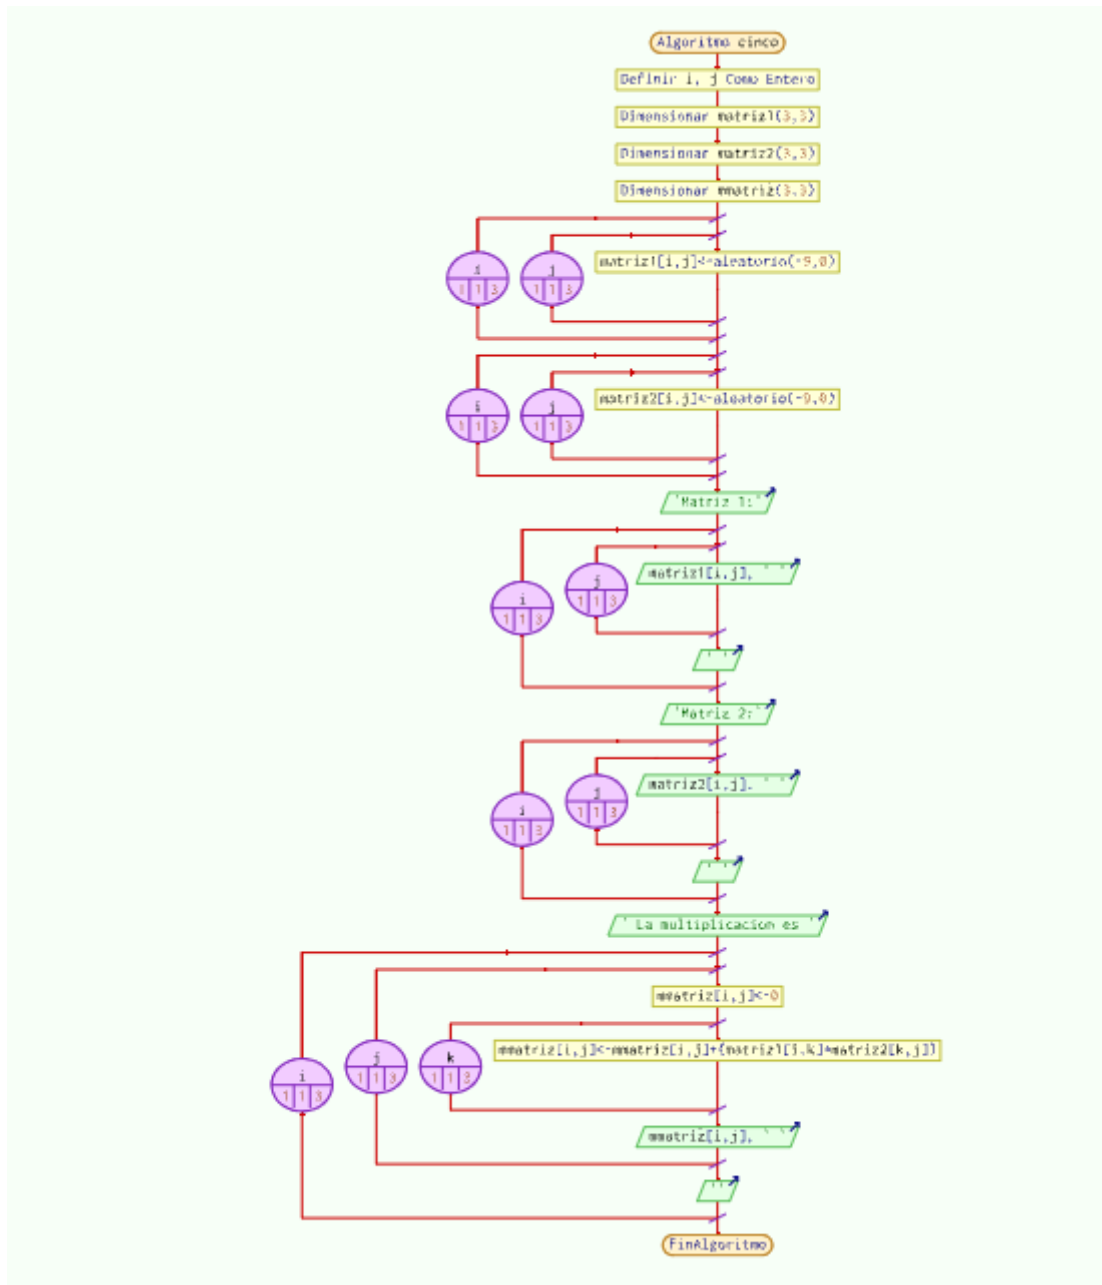 Algoritmo cinco
Definir i, j Como Entero
Dimensionar matriz1(3,3)
Dimensionar matriz2(3,3)
Dimensionar mmatriz(3,3)
i
1 1 3
j
1 1 3
matriz1[i,j]<-aleatorio(-9,0)
i
1 1 3
j
1 1 3
matriz2[i,j]<-aleatorio(-9,0)
'Matriz 1:'
i
1 1 3
j
1 1 3
matriz1[i,j], ' '
' '
'Matriz 2:'
i
1 1 3
j
1 1 3
matriz2[i,j], ' '
' '
' La multiplicacion es '
i
1 1 3
j
1 1 3
mmatriz[i,j]<-0
k
1 1 3
mmatriz[i,j]<-mmatriz[i,j]+(matriz1[i,k]*matriz2[k,j])
mmatriz[i,j], ' '
''
FinAlgoritmo